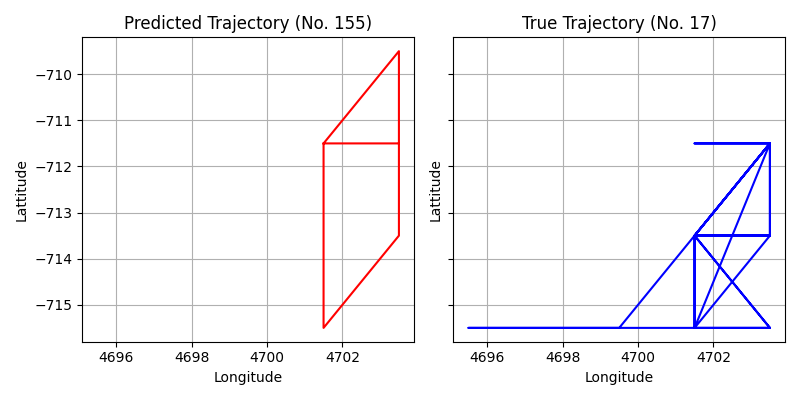 Predicted Trajectory (No. 155)
True Trajectory (No. 17)
Lattitude
−710
−711
−712
−713
−714
−715
4696
4698
4700
4702
Longitude
Lattitude
4696
4698
4700
4702
Longitude